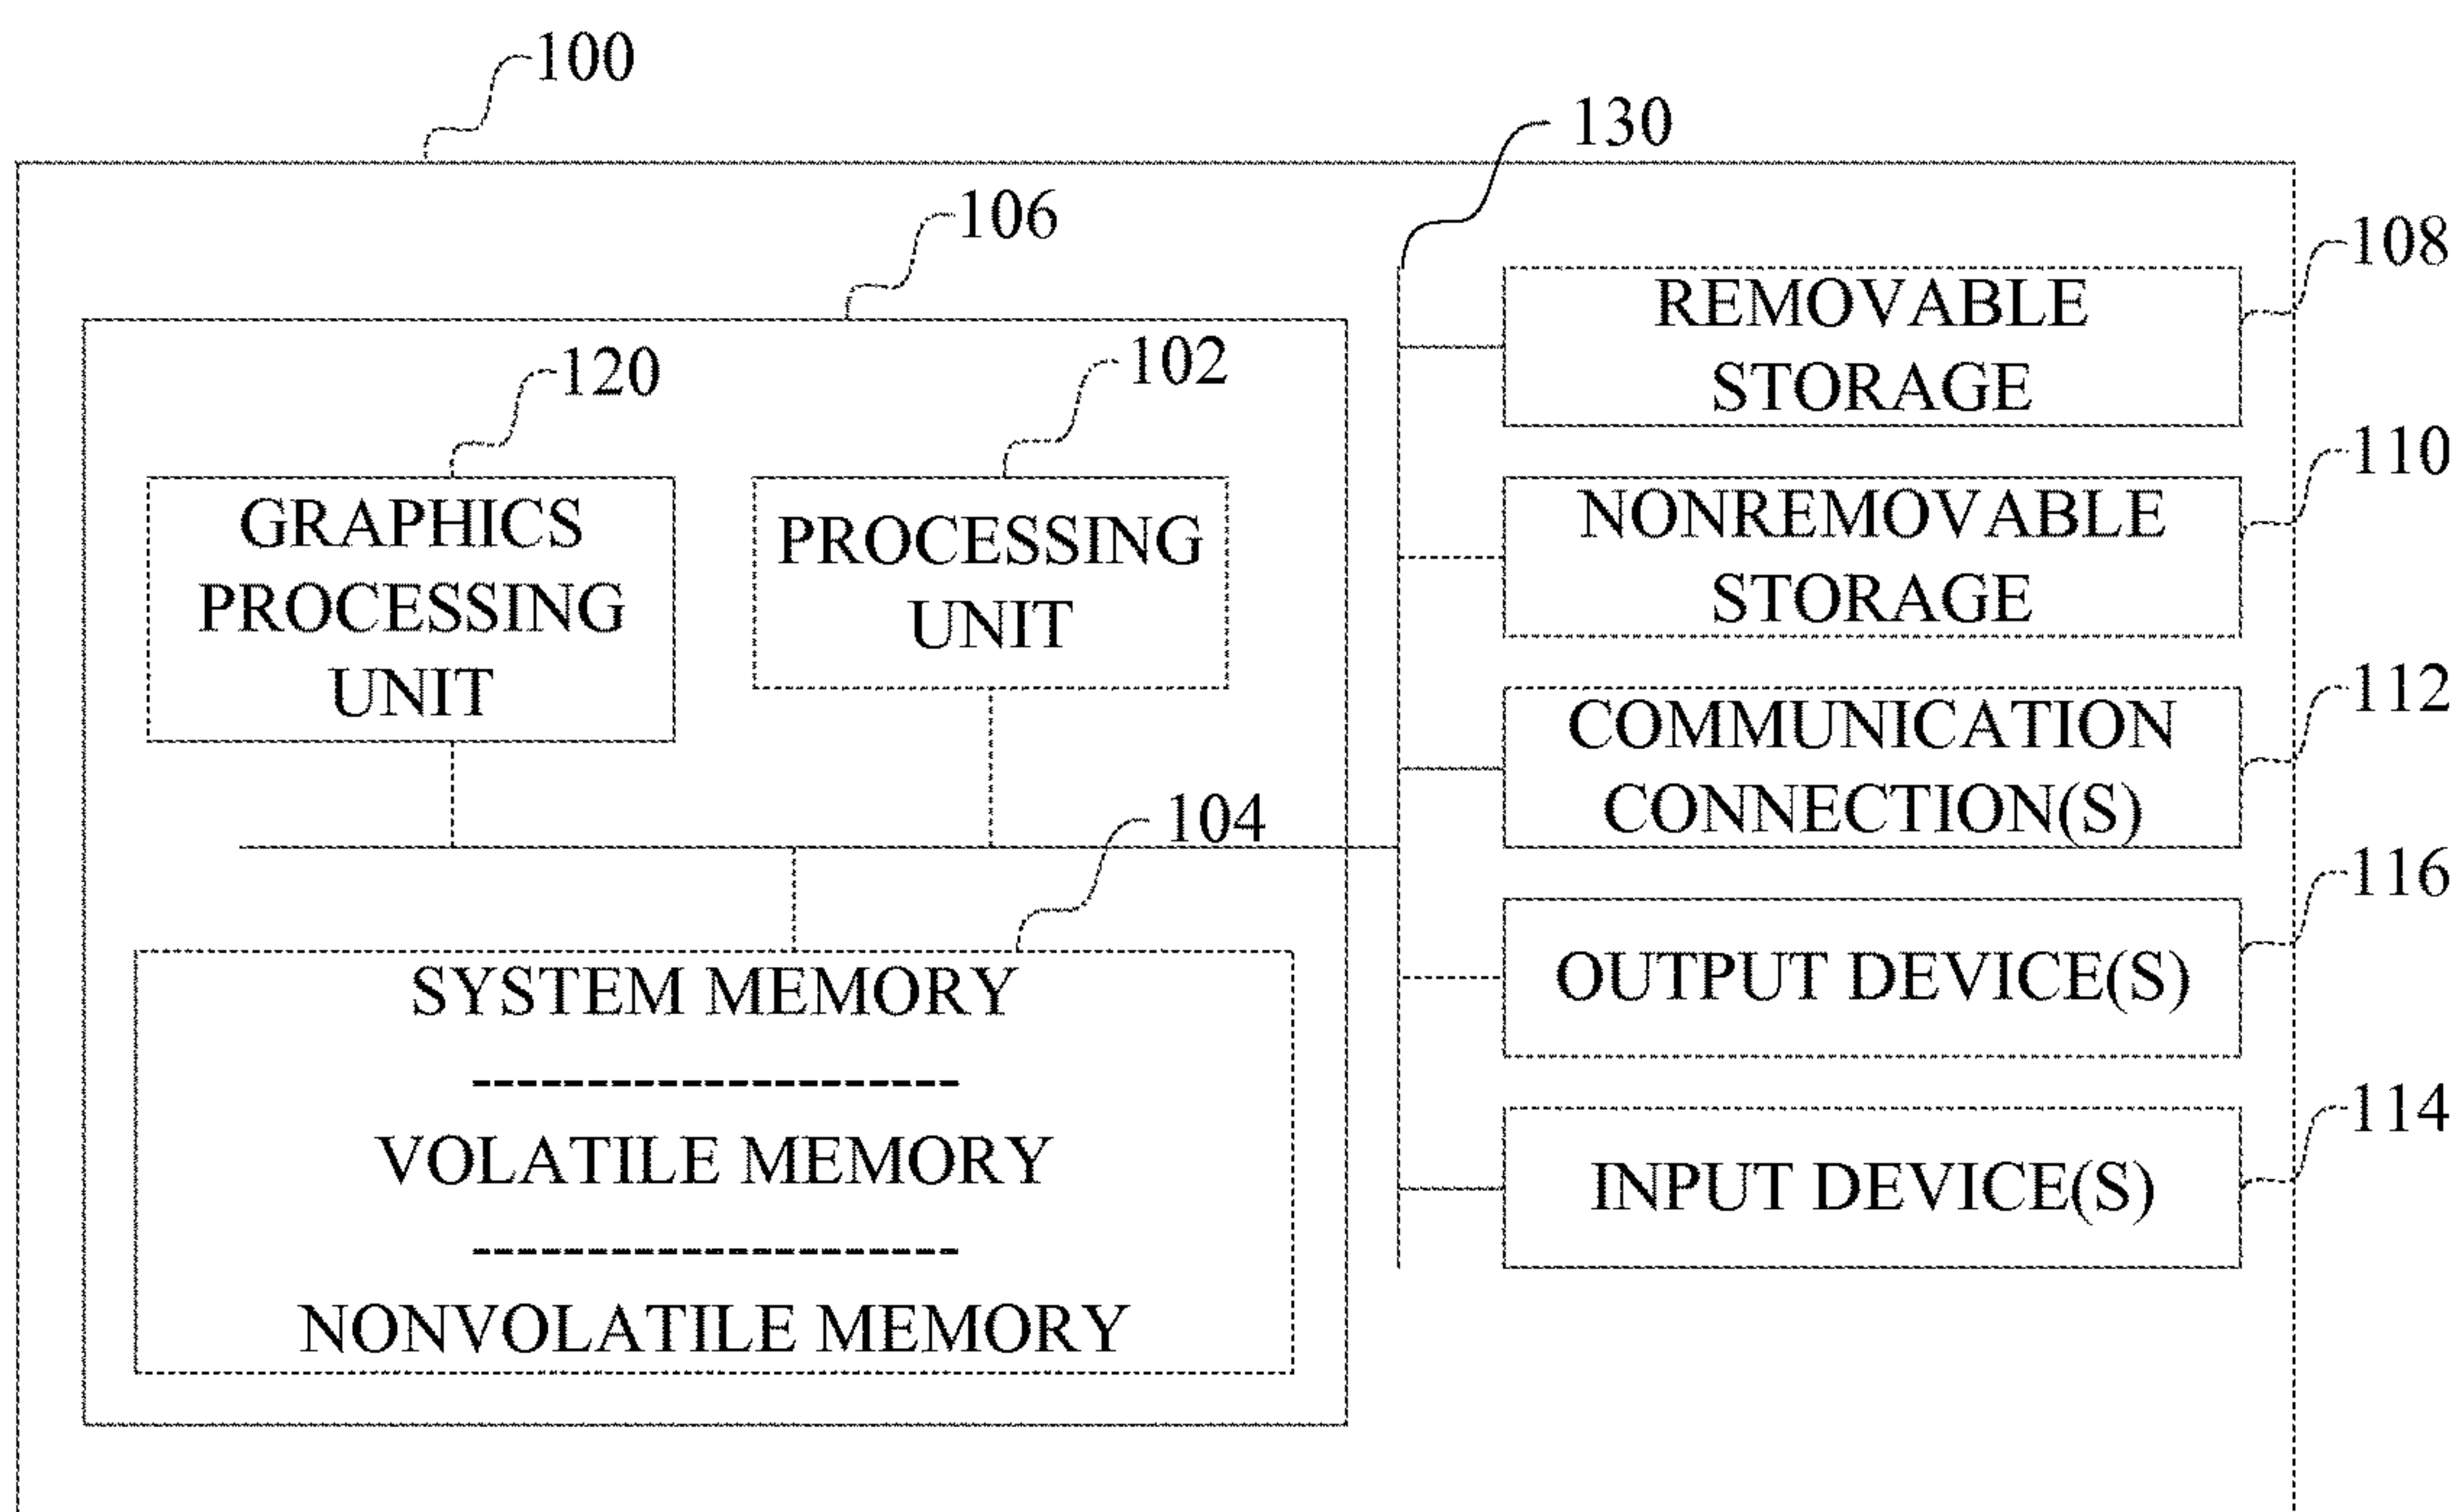 100
130
106
108
120
102
REMOVABLE
STORAGE
110
GRAPHICS
PROCESSING
UNIT
PROCESSING
UNIT
NONREMOVABLE
STORAGE
112
COMMUNICATION
CONNECTION(S)
104
116
SYSTEM MEMORY
OUTPUT DEVICE(S)
114
VOLATILE MEMORY
INPUT DEVICE(S)
NONVOLATILE MEMORY